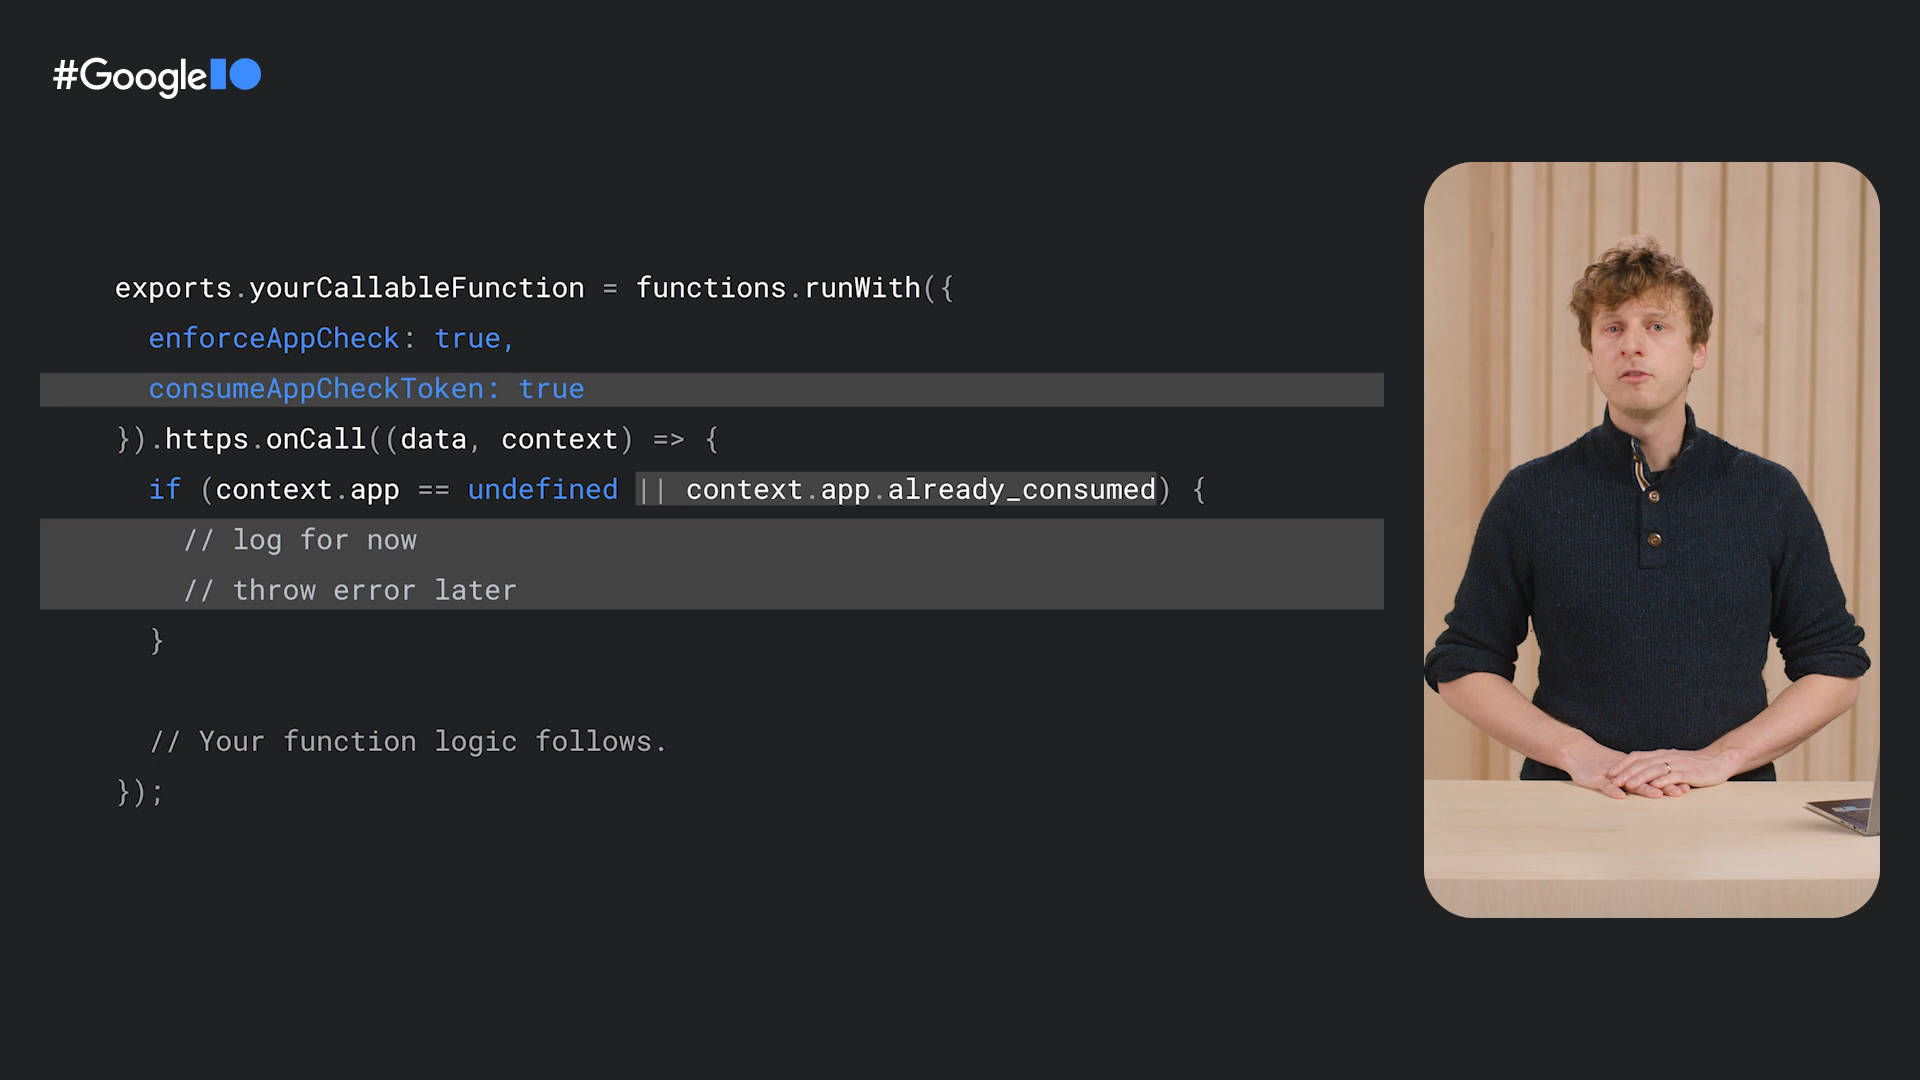 #GoogleIO
exports.yourCallableFunction = functions.runWith({
enforceAppCheck: true,
consumeAppCheckToken: true
}).https.onCall((data, context) => {
if (context.app == undefined || context.app.already_consumed) {
// log for now
// throw error later
}
// Your function logic follows.
});